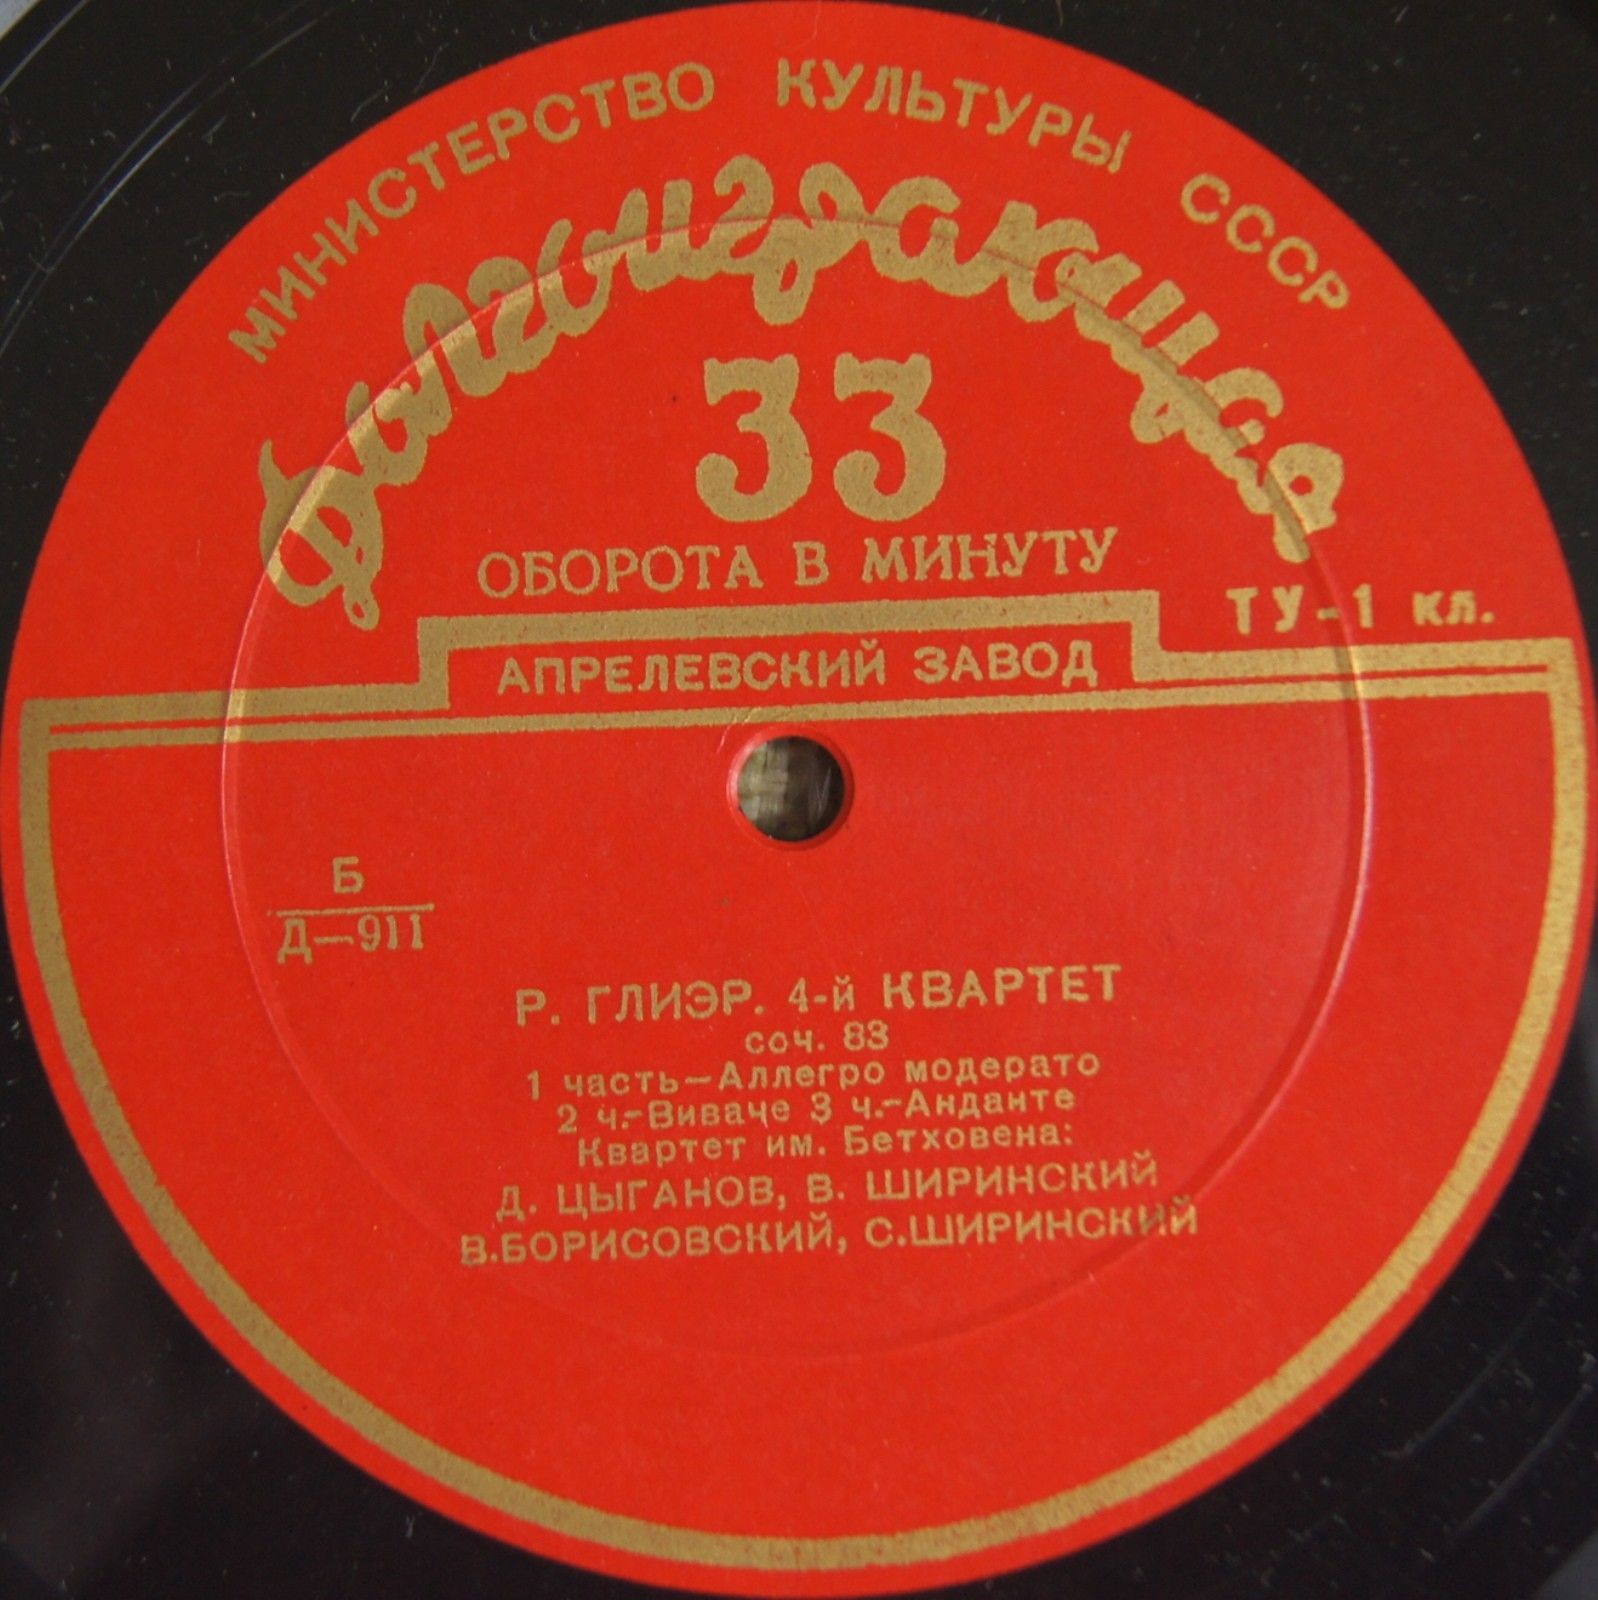 МИНИСТЕРСТВО КУЛЬТУРЫ СССР
Долгоиграющая
33
ОБОРОТА В МИНУТУ
ТУ-1 кл.
АПРЕЛЕВСКИЙ ЗАВОД
Б
Д—911
Р. ГЛИЭР. 4-й КВАРТЕТ
соч. 83
1 часть—Аллегро модерато
2 ч.-Виваче 3 ч.-Анданте
Квартет им. Бетховена:
Д. ЦЫГАНОВ, В. ШИРИНСКИЙ
В.БОРИСОВСКИЙ, С.ШИРИНСКИЙ